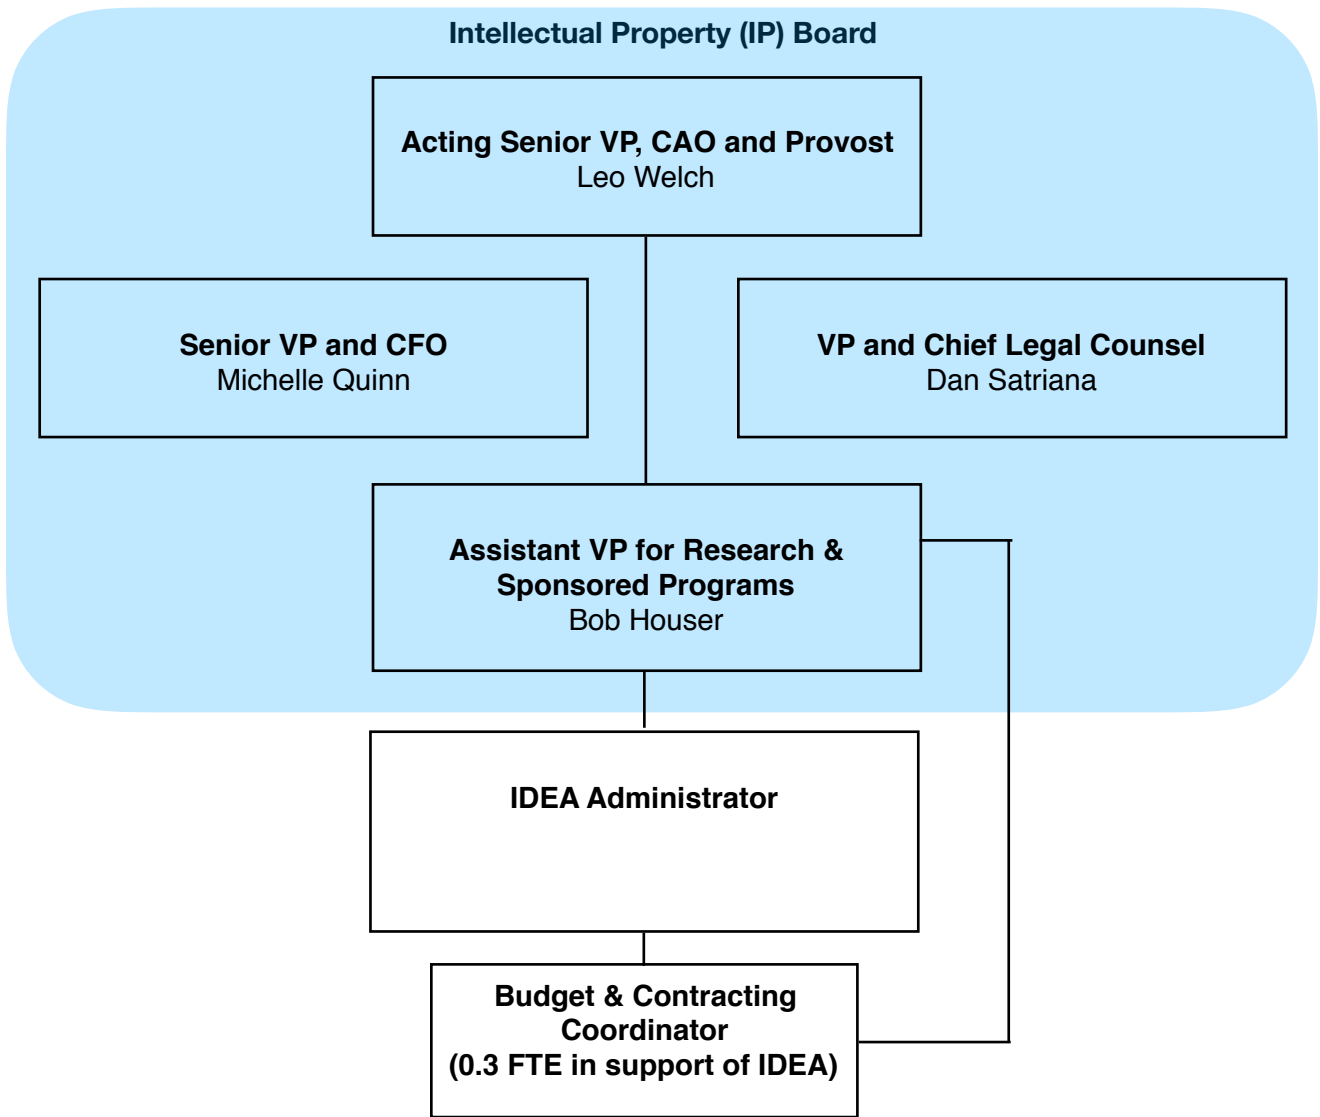 Intellectual Property (IP) Board
Acting Senior VP, CAO and Provost
Leo Welch
Senior VP and CFO
Michelle Quinn
VP and Chief Legal Counsel
Dan Satriana
Assistant VP for Research &
Sponsored Programs
Bob Houser
IDEA Administrator
Budget & Contracting
Coordinator
(0.3 FTE in support of IDEA)